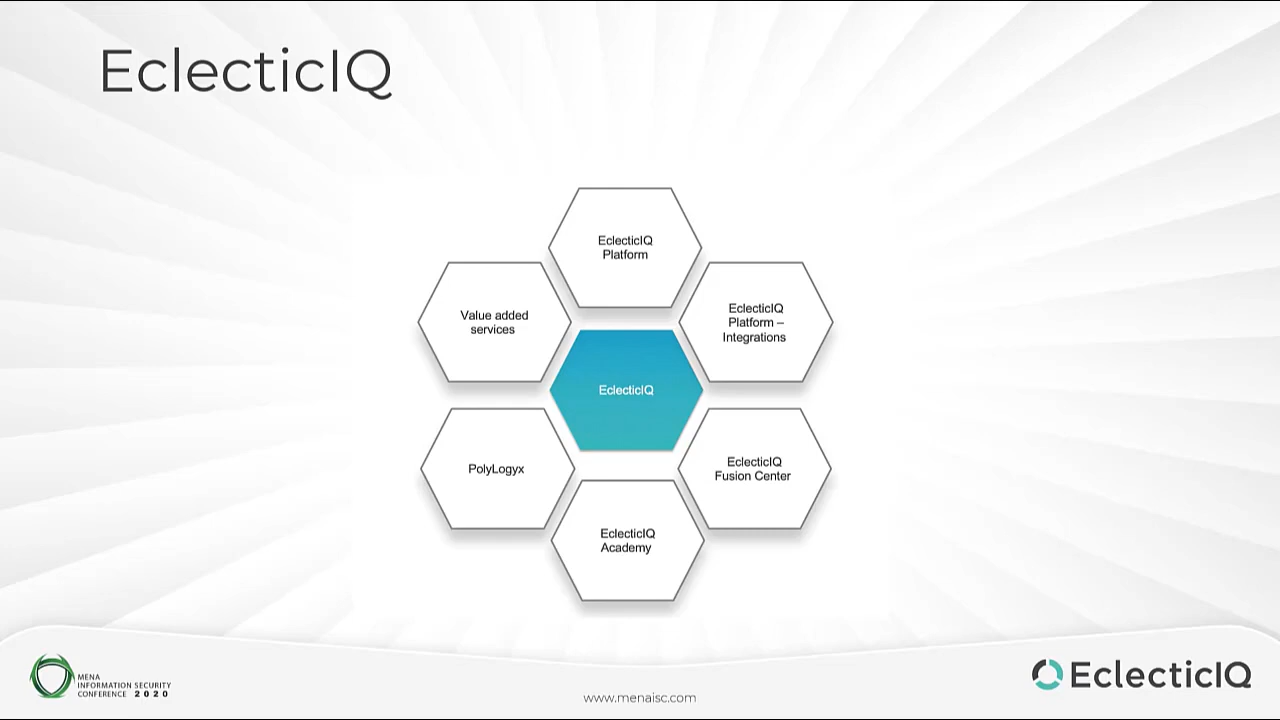 EclecticIQ
EclecticIQ
Platform
Value added
services
EclecticIQ
Platform –
Integrations
EclecticIQ
PolyLogyx
EclecticIQ
Fusion Center
EclecticIQ
Academy
MENA
INFORMATION SECURITY
CONFERENCE 2020
www.menaisc.com
EclecticIQ